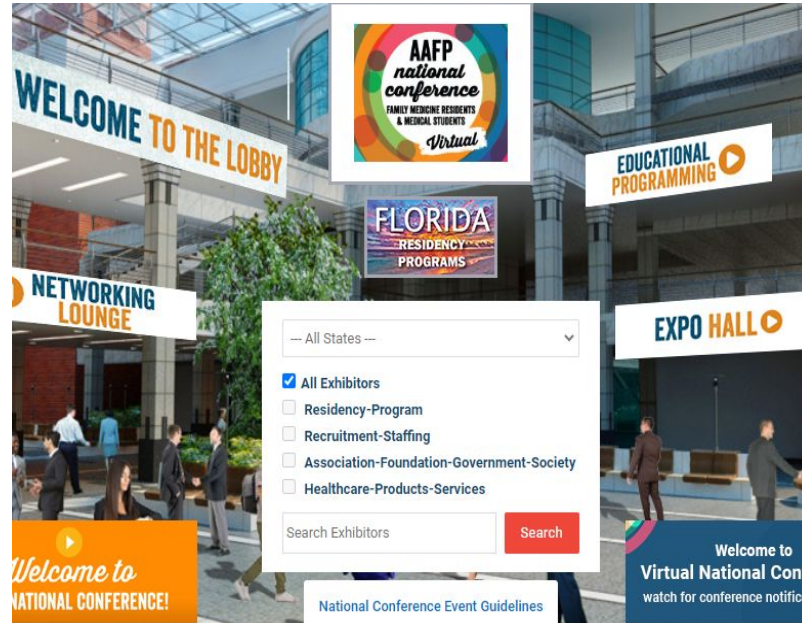 WELCOME TO THE LOBBY
AAFP
national
conference
FAMILY MEDICINE RESIDENTS
& MEDICAL STUDENTS
Virtual
EDUCATIONAL
PROGRAMMING
FLORIDA
RESIDENCY
PROGRAMS
NETWORKING
LOUNGE
EXPO HALL
--- All States ---
All Exhibitors
Residency-Program
Recruitment-Staffing
Association-Foundation-Government-Society
Healthcare-Products-Services
Search Exhibitors
Search
Welcome to
NATIONAL CONFERENCE!
Welcome to
Virtual National Con
watch for conference notific
National Conference Event Guidelines